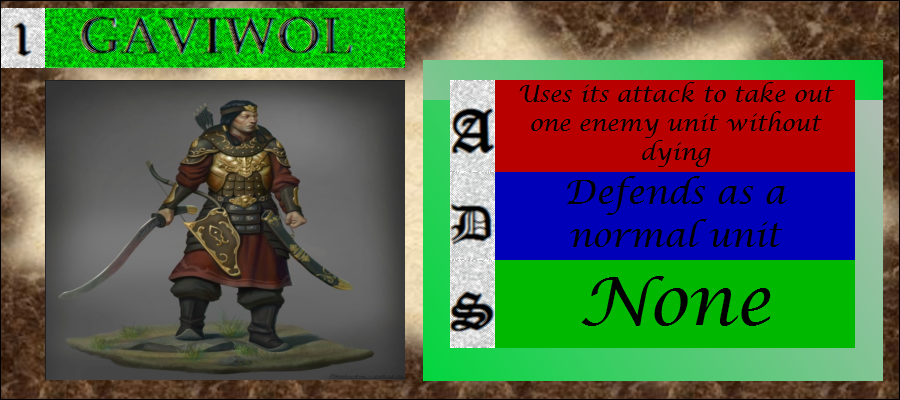 1 GAVIWOL
A
Uses its attack to take out
one enemy unit without
dying
D
Defends as a
normal unit
S
None